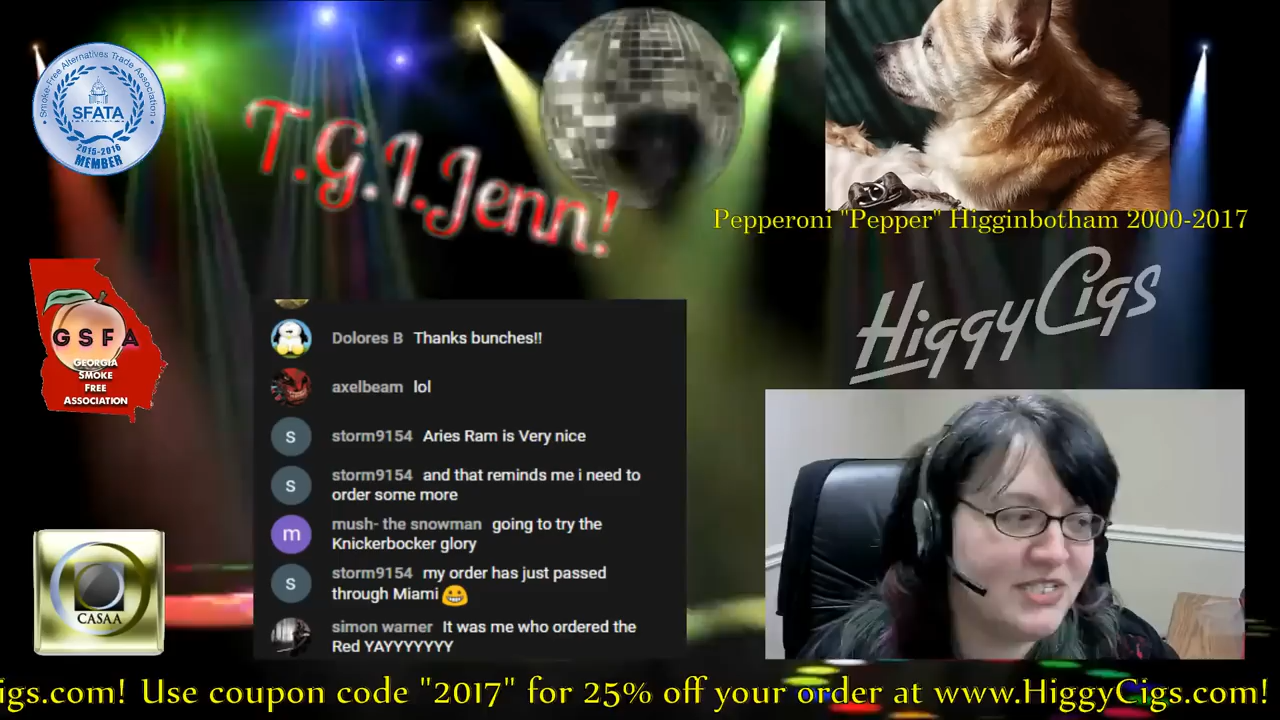 Smoke-Free Alternatives Trade Association
SFATA
2015-2016
MEMBER
T.G.I.Jenn!
Pepperoni "Pepper" Higginbotham 2000-2017
HiggyCigs
GSFA
GEORGIA
SMOKE
FREE
ASSOCIATION
CASAA
Dolores B Thanks bunches!!
axelbeam lol
S
storm9154 Aries Ram is Very nice
S
storm9154 and that reminds me i need to
order some more
m
mush- the snowman going to try the
Knickerbocker glory
S
storm9154 my order has just passed
through Miami 😀
simon warner It was me who ordered the
Red YAYYYYYYY
igs.com! Use coupon code "2017" for 25% off your order at www.HiggyCigs.com!